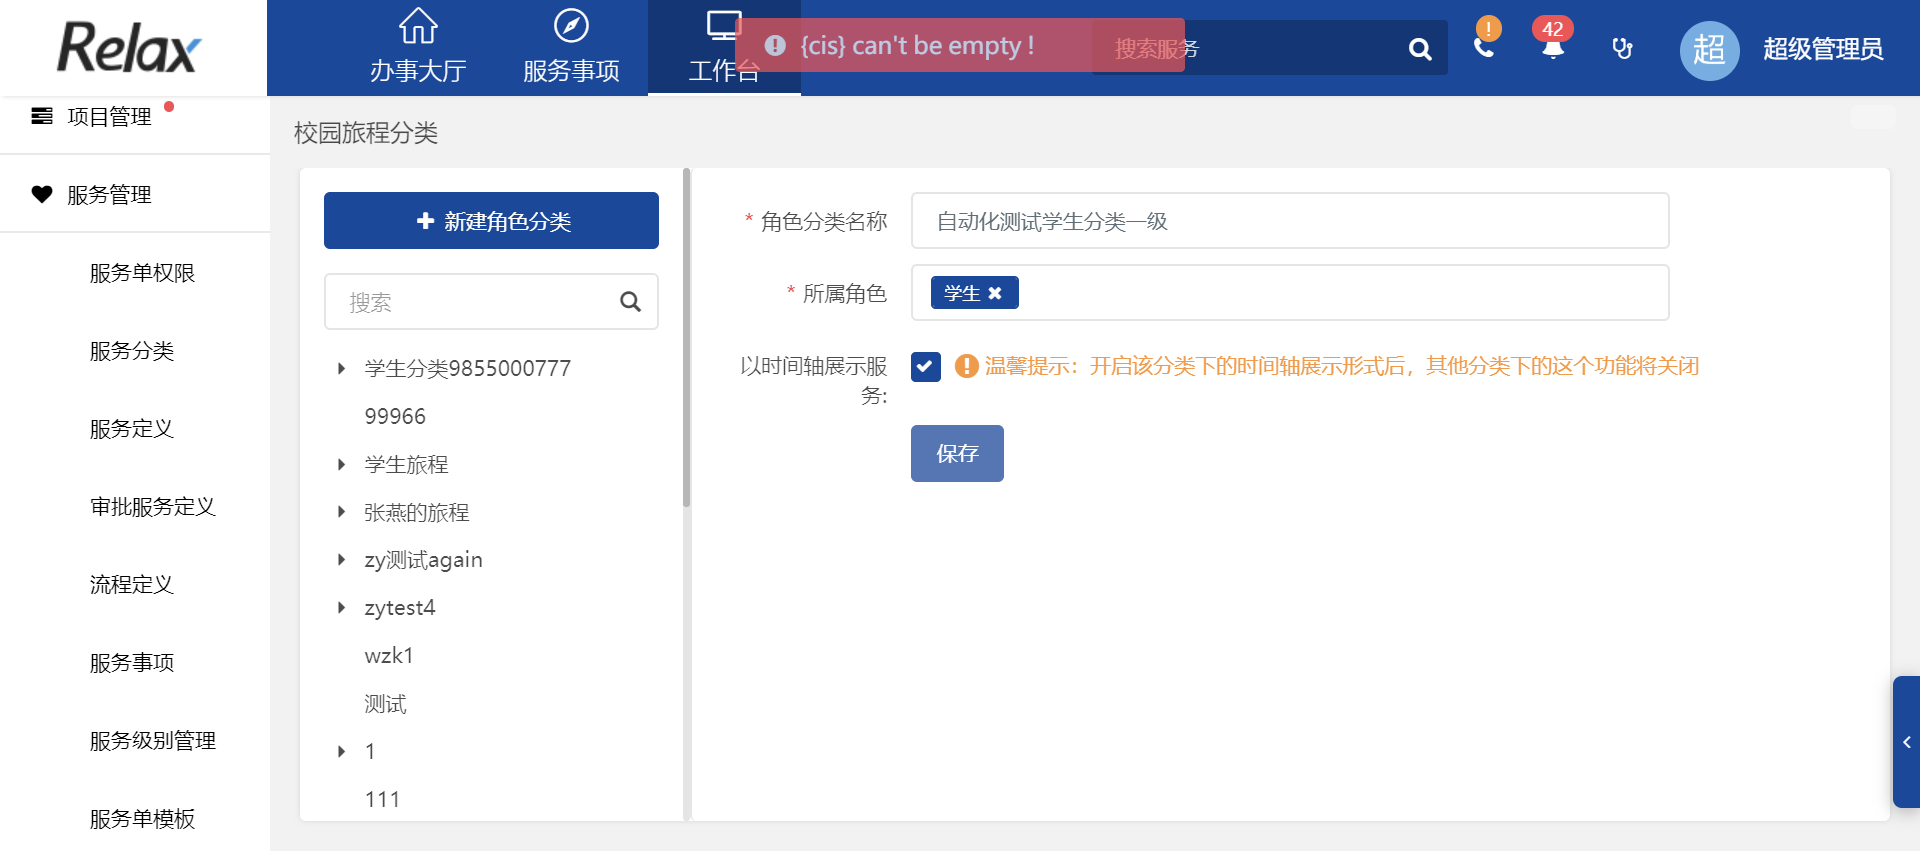 Relax
办事大厅
服务事项
工作台
{cis} can't be empty !
搜索服务
!
42
超
超级管理员
项目管理
服务管理
服务单权限
服务分类
服务定义
审批服务定义
流程定义
服务事项
服务级别管理
服务单模板
校园旅程分类
新建角色分类
搜索
学生分类9855000777
99966
学生旅程
张燕的旅程
zy测试again
zytest4
wzk1
测试
1
111
* 角色分类名称
自动化测试学生分类一级
* 所属角色
学生
以时间轴展示服
务:
温馨提示：开启该分类下的时间轴展示形式后，其他分类下的这个功能将关闭
保存